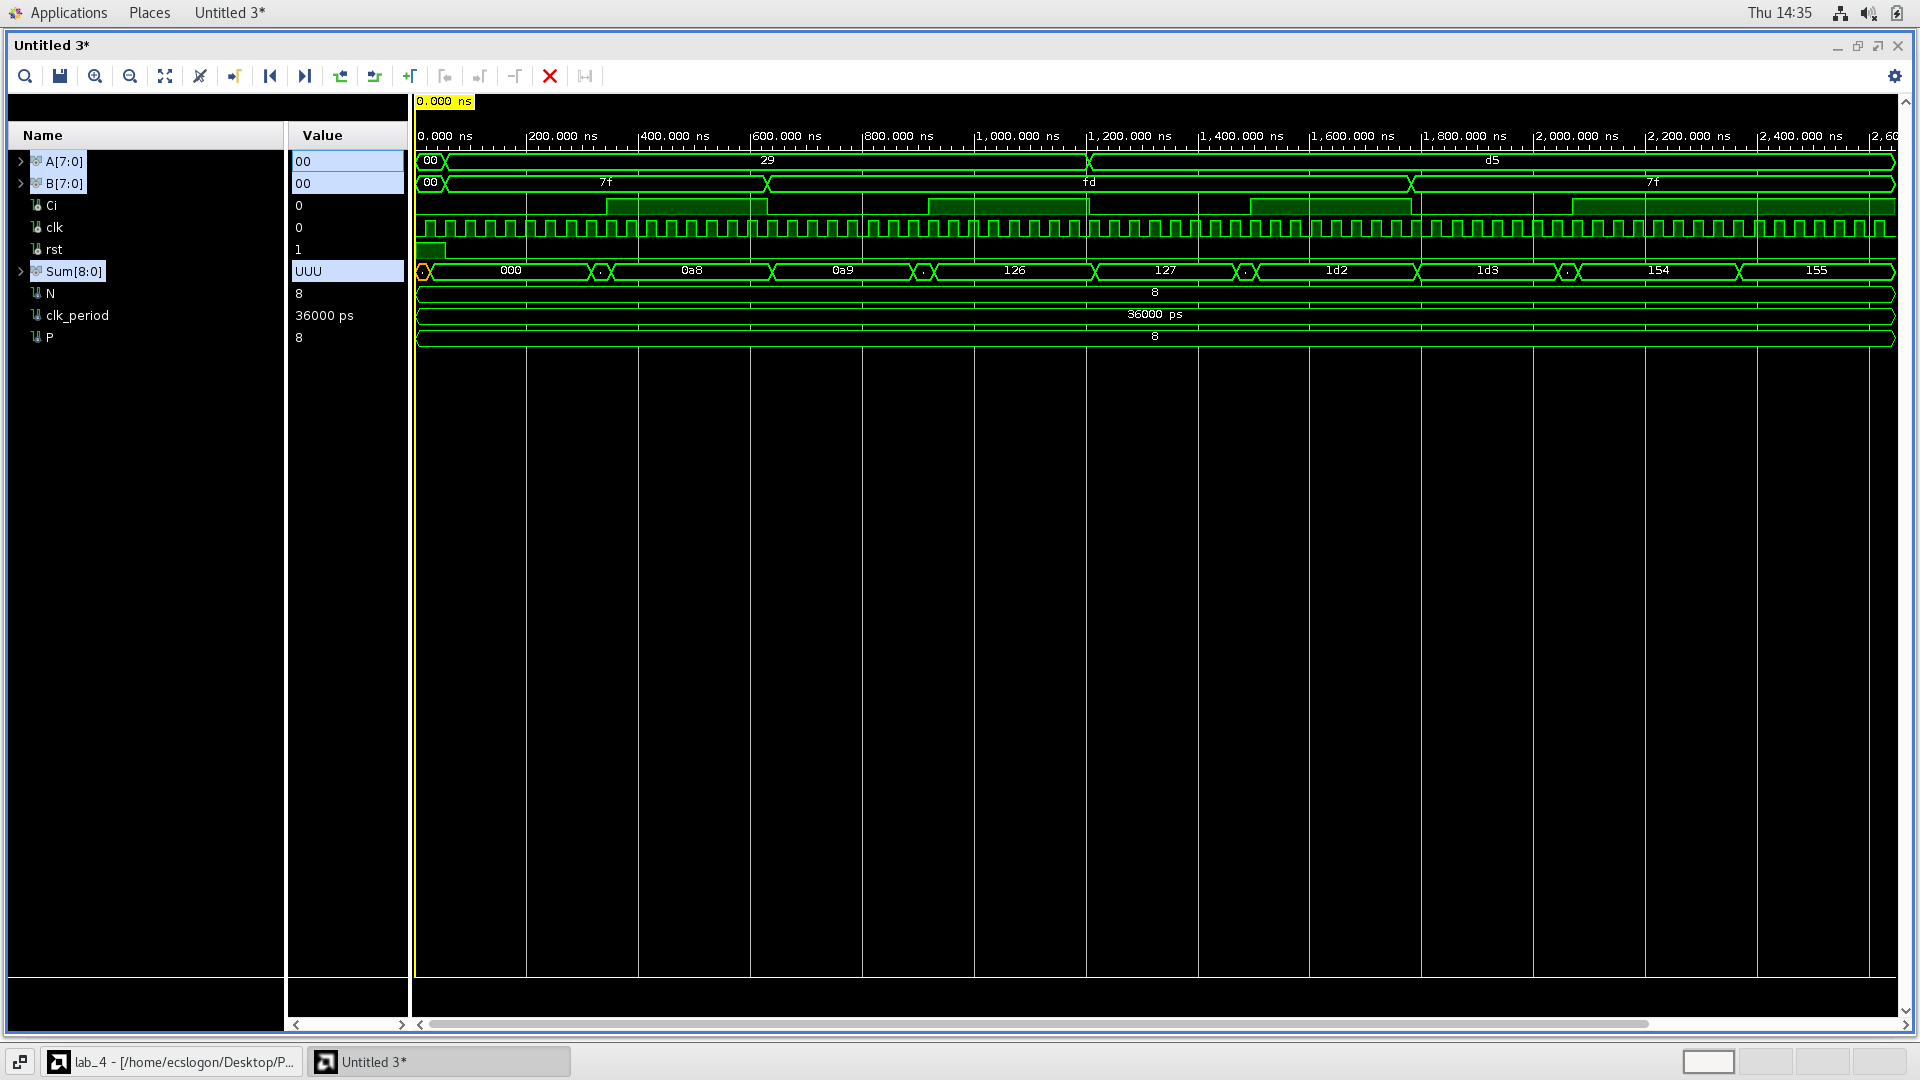 Applications Places Untitled 3* Thu 14:35
Untitled 3*
0.000 ns
Name Value
0.000 ns 200.000 ns 400.000 ns 600.000 ns 800.000 ns 1,000.000 ns 1,200.000 ns 1,400.000 ns 1,600.000 ns 1,800.000 ns 2,000.000 ns 2,200.000 ns 2,400.000 ns 2,60
A[7:0] 00 00 29 d5
B[7:0] 00 00 7f fd 7f
Ci 0
clk 0
rst 1
Sum[8:0] UUU . 000 . 0a8 0a9 . 126 127 . 1d2 1d3 . 154 155
N 8 8
clk_period 36000 ps 36000 ps
P 8 8
lab_4 - [/home/ecslogon/Desktop/P... Untitled 3*